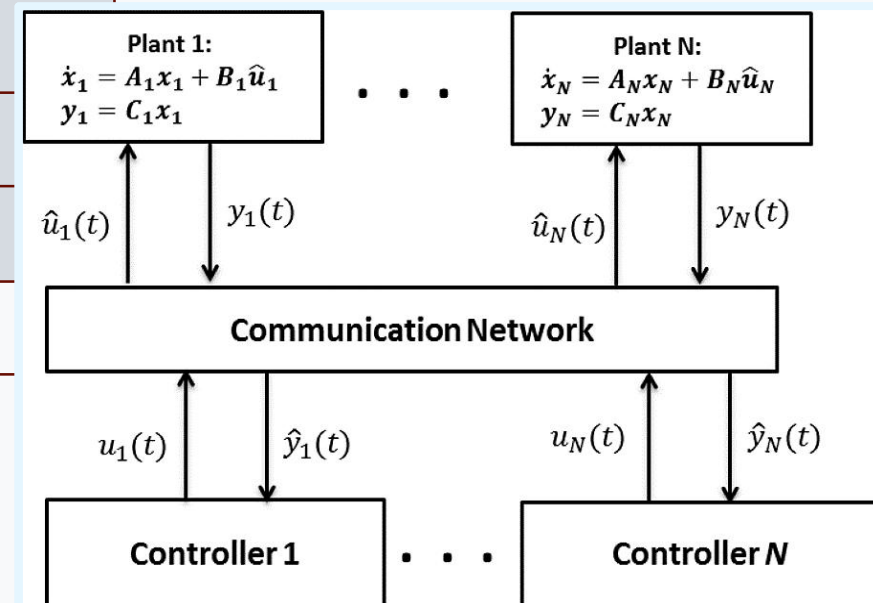 Plant 1:
ẋ₁ = A₁x₁ + B₁û₁
y₁ = C₁x₁
. . .
Plant N:
ẋ_N = A_Nx_N + B_Nû_N
y_N = C_Nx_N
û₁(t)
y₁(t)
û_N(t)
y_N(t)
Communication Network
u₁(t)
ŷ₁(t)
u_N(t)
ŷ_N(t)
Controller 1
. . .
Controller N